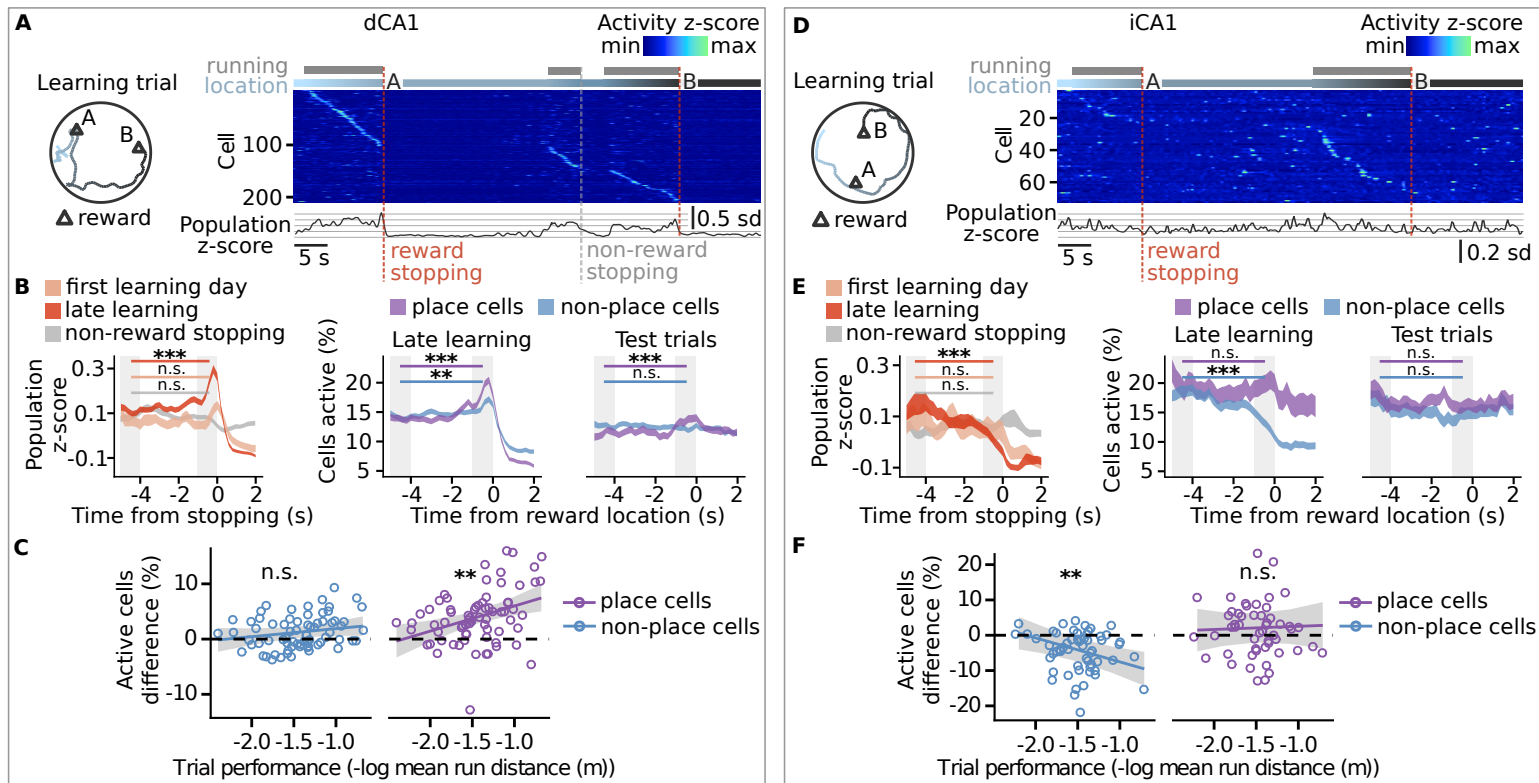 A
dCA1
Activity z-score
min max
running
location
A
B
Learning trial
A
B
reward
Cell
100
200
Population
z-score
0.5 sd
5 s
reward
stopping
non-reward
stopping
B
first learning day
late learning
non-reward stopping
place cells
non-place cells
Late learning
Test trials
***
n.s.
n.s.
***
**
***
n.s.
Population
z-score
0.3
0.1
-0.1
Cells active (%)
20
15
10
5
-4 -2 0 2
-4 -2 0 2
-4 -2 0 2
Time from stopping (s)
Time from reward location (s)
C
Active cells
difference (%)
10
0
-10
n.s.
**
place cells
non-place cells
-2.0 -1.5 -1.0
-2.0 -1.5 -1.0
Trial performance (-log mean run distance (m))
D
iCA1
Activity z-score
min max
running
location
A
B
Learning trial
B
A
reward
Cell
20
40
60
Population
z-score
0.2 sd
5 s
reward
stopping
E
first learning day
late learning
non-reward stopping
place cells
non-place cells
Late learning
Test trials
***
n.s.
n.s.
n.s.
***
n.s.
n.s.
Population
z-score
0.3
0.1
-0.1
Cells active (%)
20
15
10
5
-4 -2 0 2
-4 -2 0 2
-4 -2 0 2
Time from stopping (s)
Time from reward location (s)
F
Active cells
difference (%)
20
10
0
-10
-20
**
n.s.
place cells
non-place cells
-2.0 -1.5 -1.0
-2.0 -1.5 -1.0
Trial performance (-log mean run distance (m))